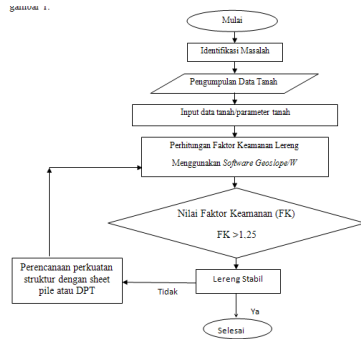 gambar 1.
Mulai
Identifikasi Masalah
Pengumpulan Data Tanah
Input data tanah/parameter tanah
Perhitungan Faktor Keamanan Lereng
Menggunakan Software Geoslope/W
Nilai Faktor Keamanan (FK)
FK >1.25
Perencanaan perkuatan
struktur dengan sheet
pile atau DPT
Tidak
Lereng Stabil
Ya
Selesai